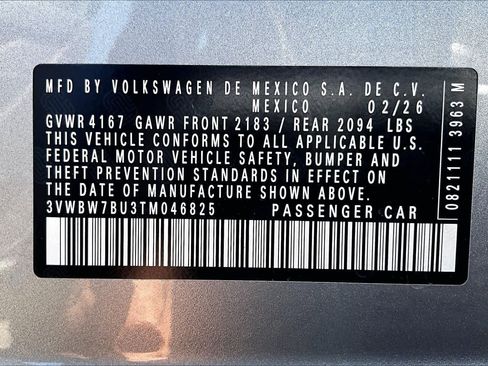 MFD BY VOLKSWAGEN DE MEXICO S.A. DE C.V.
MEXICO 02/26
GVWR 4167 GAWR FRONT 2183 / REAR 2094 LBS
THIS VEHICLE CONFORMS TO ALL APPLICABLE U.S.
FEDERAL MOTOR VEHICLE SAFETY, BUMPER AND
THEFT PREVENTION STANDARDS IN EFFECT ON
THE DATE OF MANUFACTURE SHOWN ABOVE.
3VWBW7BU3TM046825 PASSENGER CAR
0821111 3963 M